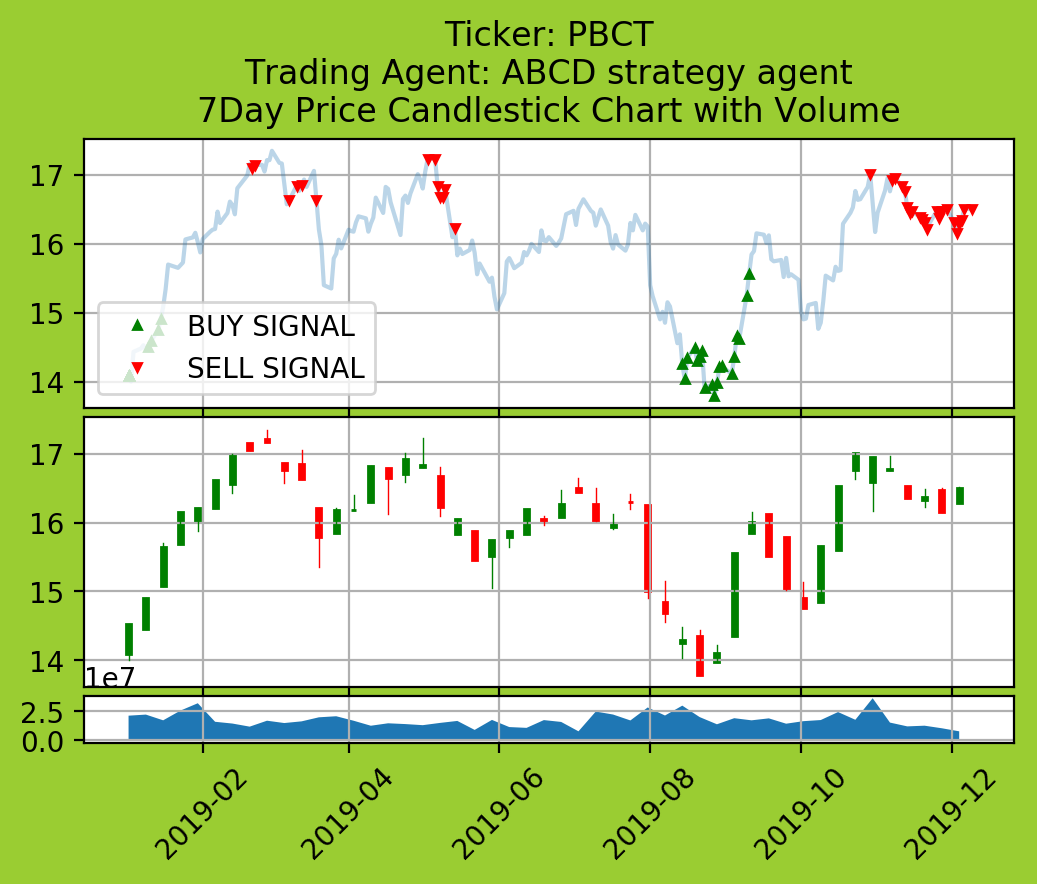 Ticker: PBCT
Trading Agent: ABCD strategy agent
7Day Price Candlestick Chart with Volume
17
16
15
14
BUY SIGNAL
SELL SIGNAL
17
16
15
14
1e7
2.5
0.0
2019-02
2019-04
2019-06
2019-08
2019-10
2019-12